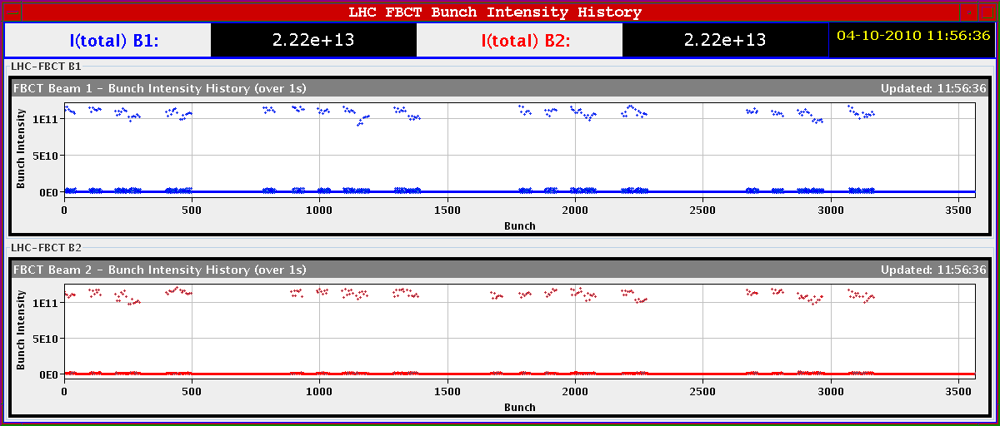 LHC FBCT Bunch Intensity History
I(total) B1: 2.22e+13 I(total) B2: 2.22e+13 04-10-2010 11:56:36
LHC-FBCT B1
FBCT Beam 1 - Bunch Intensity History (over 1s) Updated: 11:56:36
Bunch Intensity
1E11
5E10
0E0
0 500 1000 1500 2000 2500 3000 3500
Bunch
LHC-FBCT B2
FBCT Beam 2 - Bunch Intensity History (over 1s) Updated: 11:56:36
Bunch Intensity
1E11
5E10
0E0
0 500 1000 1500 2000 2500 3000 3500
Bunch